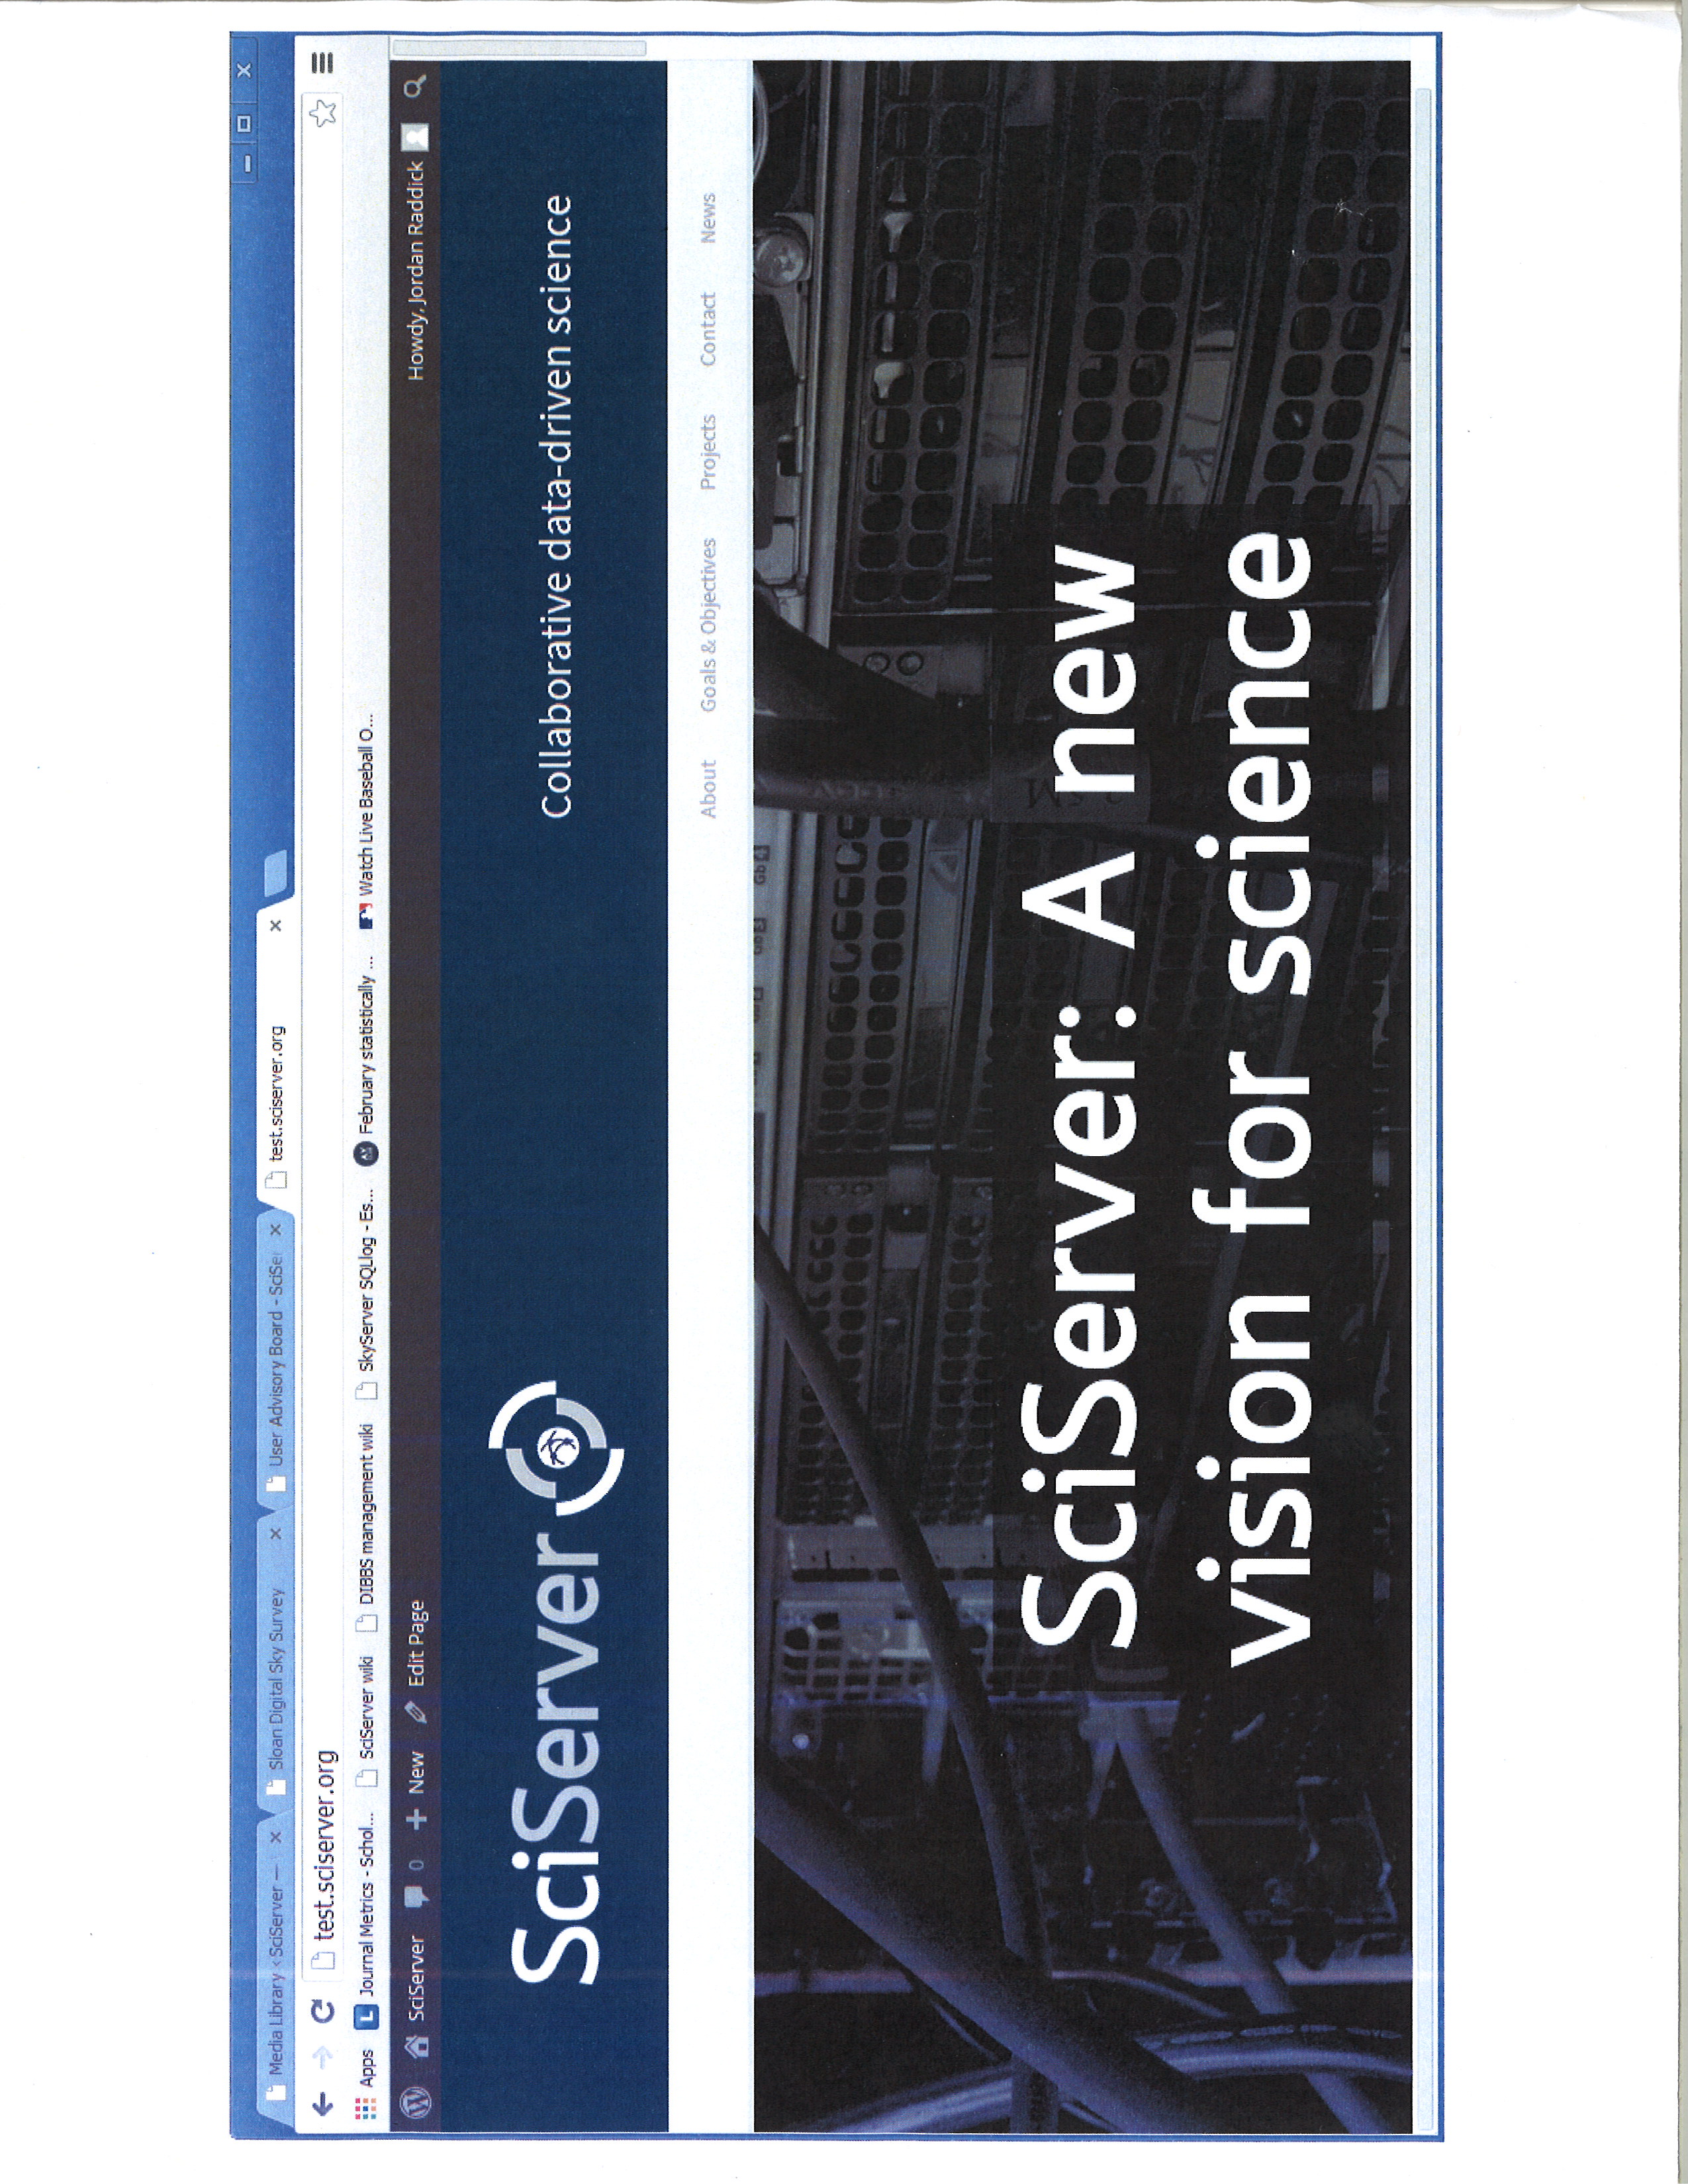 Media Library ‹ SciServer —
Sloan Digital Sky Survey
User Advisory Board - SciSe
test.sciserver.org
test.sciserver.org
Apps
Journal Metrics - Schol...
SciServer wiki
DIBBS management wiki
SkyServer SQLlog - Es...
February statistically ...
Watch Live Baseball O...
SciServer
0
New
Edit Page
Howdy, Jordan Raddick
SciServer
Collaborative data-driven science
About
Goals & Objectives
Projects
Contact
News
SciServer: A new
vision for science